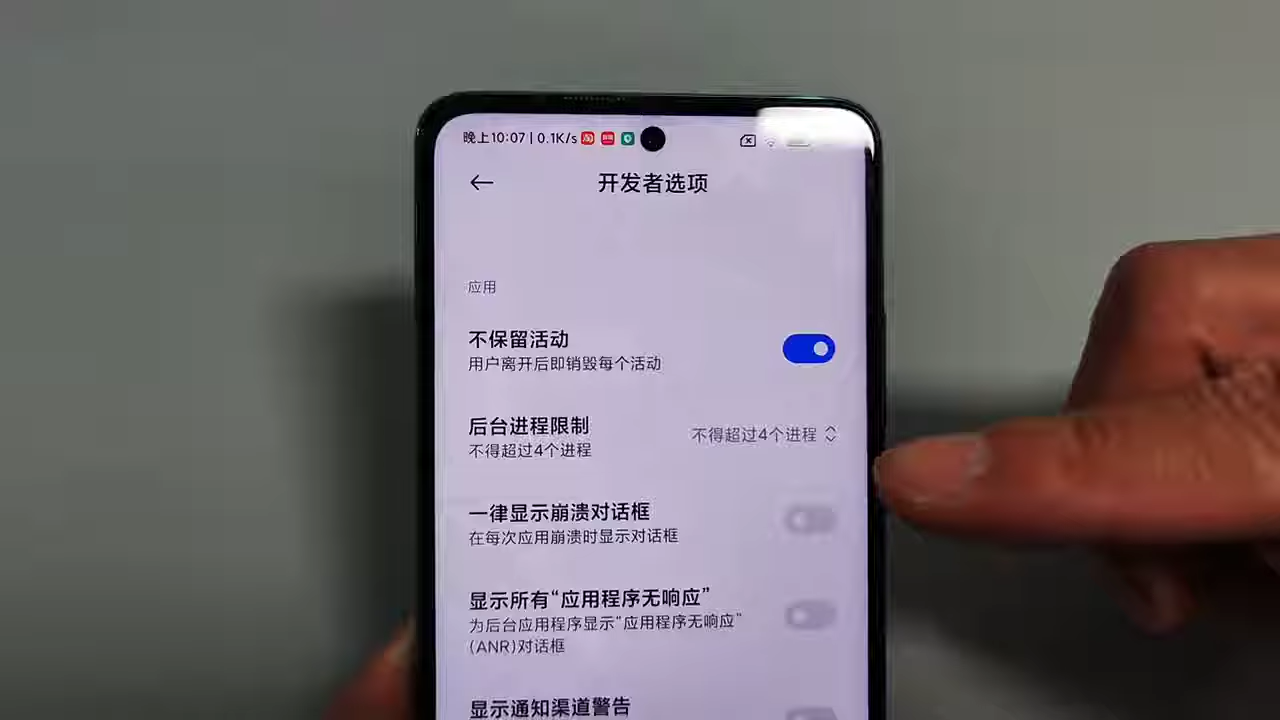 晚上10:07 | 0.1K/s
开发者选项
应用
不保留活动
用户离开后即销毁每个活动
后台进程限制
不得超过4个进程
不得超过4个进程
一律显示崩溃对话框
在每次应用崩溃时显示对话框
显示所有“应用程序无响应”
为后台应用程序显示“应用程序无响应”
(ANR)对话框
显示通知渠道警告